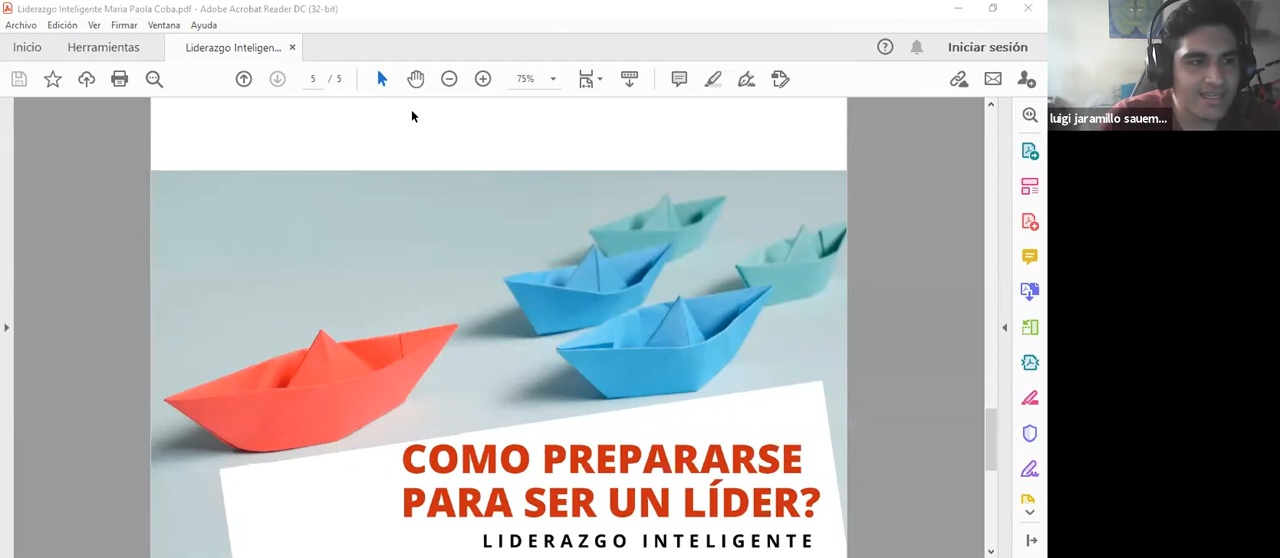 Liderazgo Inteligente Maria Paola Coba.pdf - Adobe Acrobat Reader DC (32-bit)
Archivo Edición Ver Firmar Ventana Ayuda
Inicio Herramientas Liderazgo Inteligen... Iniciar sesión
5 / 5 75%
luigi jaramillo sauem...
COMO PREPARARSE
PARA SER UN LÍDER?
LIDERAZGO INTELIGENTE